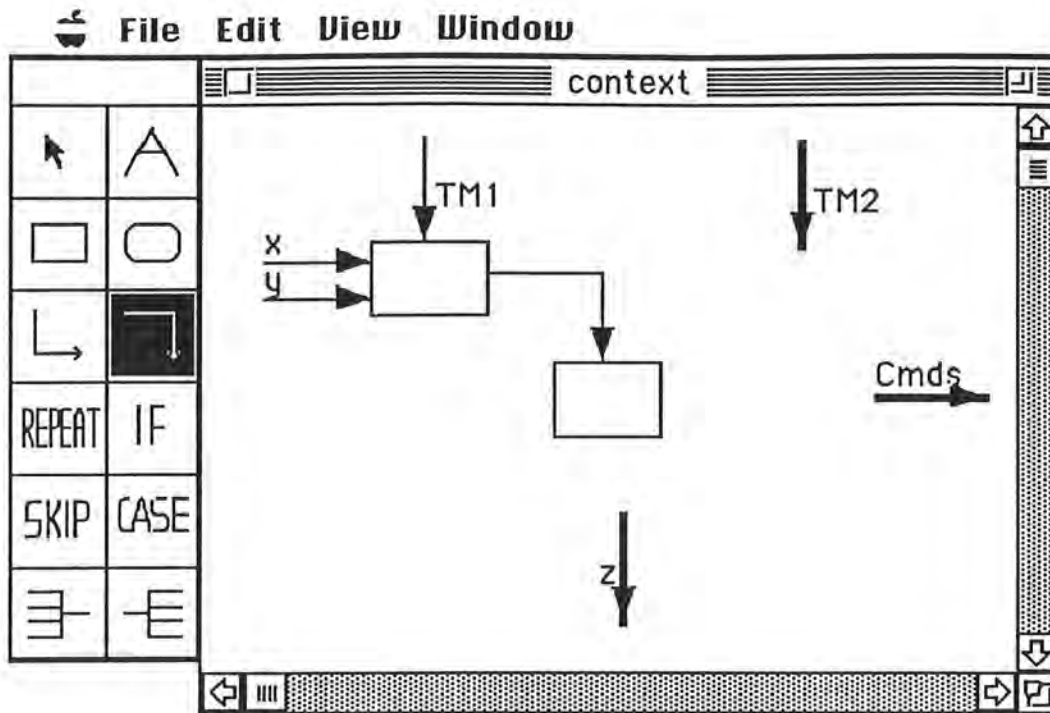 File Edit View Window
context
TM1
TM2
x
y
Cmds
REPEAT IF
SKIP CASE
z